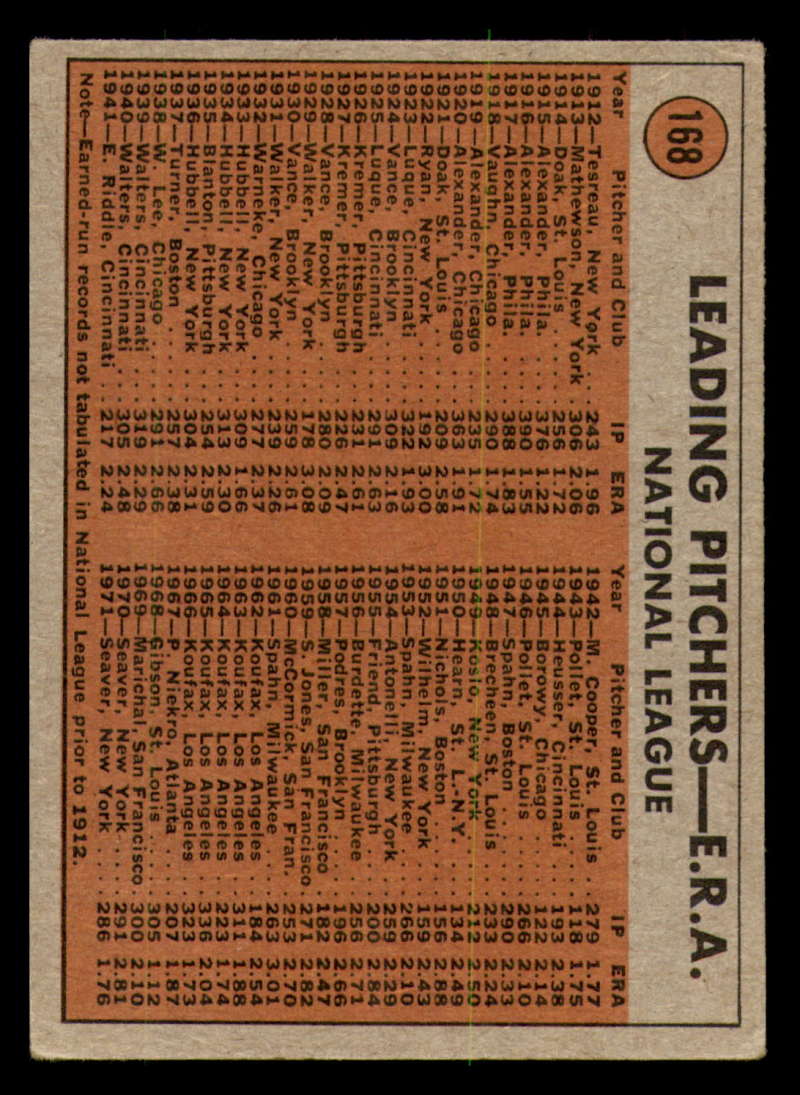 168
LEADING PITCHERS—E.R.A.
NATIONAL LEAGUE
Year Pitcher and Club IP ERA
1912—Tesreau, New York . . 243 1.96
1913—Mathewson, New York . 306 2.06
1914—Doak, St. Louis . . . . . 256 1.72
1915—Alexander, Phila. . . . 376 1.22
1916—Alexander, Phila. . . . 390 1.55
1917—Alexander, Phila. . . . 388 1.83
1918—Vaughn, Chicago . . . . 290 1.74
1919—Alexander, Chicago . . 235 1.72
1920—Alexander, Chicago . . 363 1.91
1921—Doak, St. Louis . . . . . 209 2.58
1922—Ryan, New York . . . . 192 3.00
1923—Luque, Cincinnati . . . 322 1.93
1924—Vance, Brooklyn . . . . 309 2.16
1925—Luque, Cincinnati . . . 291 2.63
1926—Kremer, Pittsburgh . . 231 2.61
1927—Kremer, Pittsburgh . . 226 2.47
1928—Vance, Brooklyn . . . . 280 2.09
1929—Walker, New York . . . 178 3.08
1930—Vance, Brooklyn . . . . 259 2.61
1931—Walker, New York . . . 239 2.26
1932—Warneke, Chicago . . . 277 2.37
1933—Hubbell, New York . . . 309 1.66
1934—Hubbell, New York . . . 313 2.30
1935—Blanton, Pittsburgh . . 254 2.59
1936—Hubbell, New York . . . 304 2.31
1937—Turner, Boston . . . . . 257 2.38
1938—W. Lee, Chicago . . . . 291 2.66
1939—Walters, Cincinnati . . 319 2.29
1940—Walters, Cincinnati . . 305 2.48
1941—E. Riddle, Cincinnati . 217 2.24
Year Pitcher and Club IP ERA
1942—M. Cooper, St. Louis . . 279 1.77
1943—Pollet, St. Louis . . . . 118 1.75
1944—Heusser, Cincinnati . . 193 2.38
1945—Borowy, Chicago . . . . 122 2.14
1946—Pollet, St. Louis . . . . 266 2.10
1947—Spahn, Boston . . . . . 290 2.33
1948—Brecheen, St. Louis . . 233 2.24
1949—Koslo, New York . . . . 212 2.50
1950—Hearn, St. L.-N.Y. . . . 134 2.49
1951—Nichols, Boston . . . . 156 2.88
1952—Wilhelm, New York . . 159 2.43
1953—Spahn, Milwaukee . . . 266 2.10
1954—Antonelli, New York . . 259 2.29
1955—Friend, Pittsburgh . . . 200 2.84
1956—Burdette, Milwaukee . . 256 2.71
1957—Podres, Brooklyn . . . 196 2.66
1958—Miller, San Francisco . 182 2.47
1959—S. Jones, San Francisco . 271 2.82
1960—McCormick, San Fran. . 253 2.70
1961—Spahn, Milwaukee . . . 263 3.01
1962—Koufax, Los Angeles . . 184 2.54
1963—Koufax, Los Angeles . . 311 1.88
1964—Koufax, Los Angeles . . 223 1.74
1965—Koufax, Los Angeles . . 336 2.04
1966—Koufax, Los Angeles . . 323 1.73
1967—P. Niekro, Atlanta . . . 207 1.87
1968—Gibson, St. Louis . . . 305 1.12
1969—Marichal, San Francisco 300 2.10
1970—Seaver, New York . . . 291 2.81
1971—Seaver, New York . . . 286 1.76
Note—Earned-run records not tabulated in National League prior to 1912.